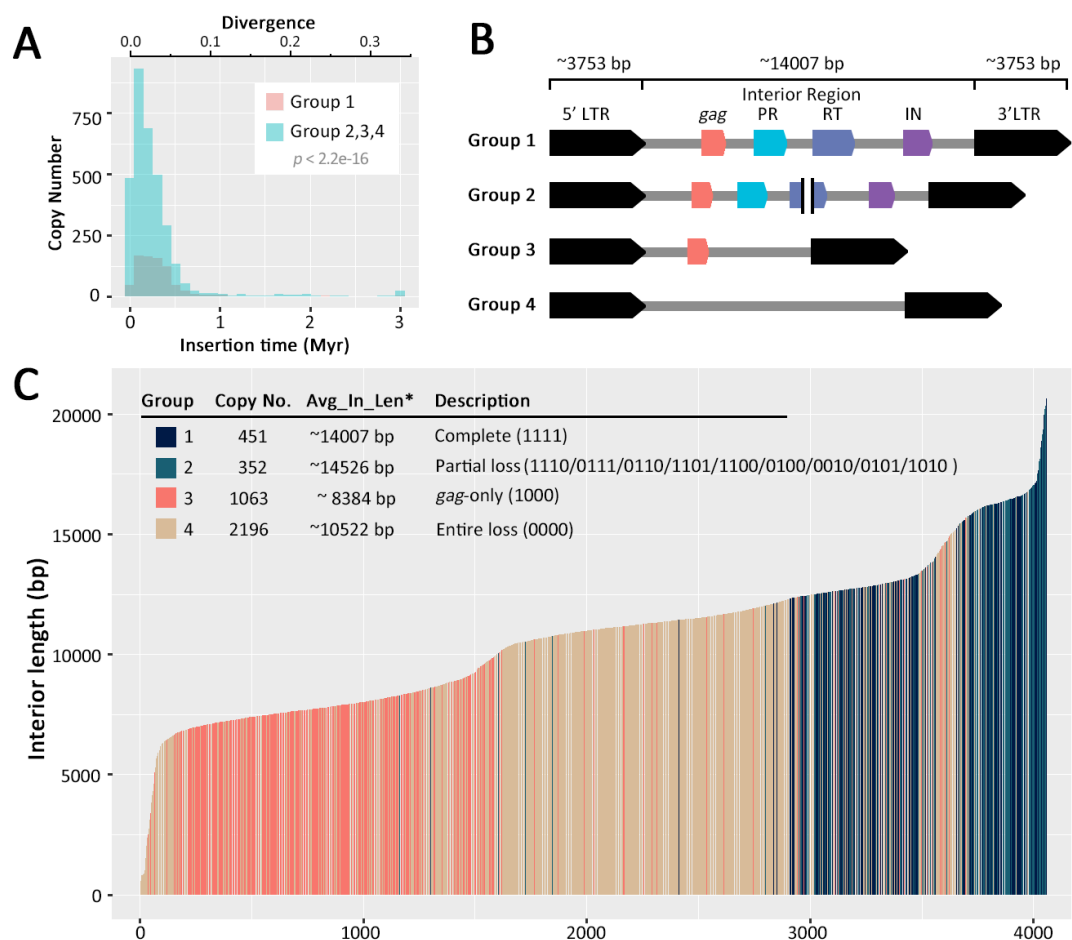 A
Divergence
0.0 0.1 0.2 0.3
Copy Number
750
500
250
0
Group 1
Group 2,3,4
p < 2.2e-16
0 1 2 3
Insertion time (Myr)
B
~3753 bp ~14007 bp ~3753 bp
Interior Region
5' LTR gag PR RT IN 3'LTR
Group 1
Group 2
Group 3
Group 4
C
Group Copy No. Avg_In_Len* Description
1 451 ~14007 bp Complete (1111)
2 352 ~14526 bp Partial loss (1110/0111/0110/1101/1100/0100/0010/0101/1010 )
3 1063 ~ 8384 bp gag-only (1000)
4 2196 ~10522 bp Entire loss (0000)
Interior length (bp)
20000
15000
10000
5000
0
0 1000 2000 3000 4000